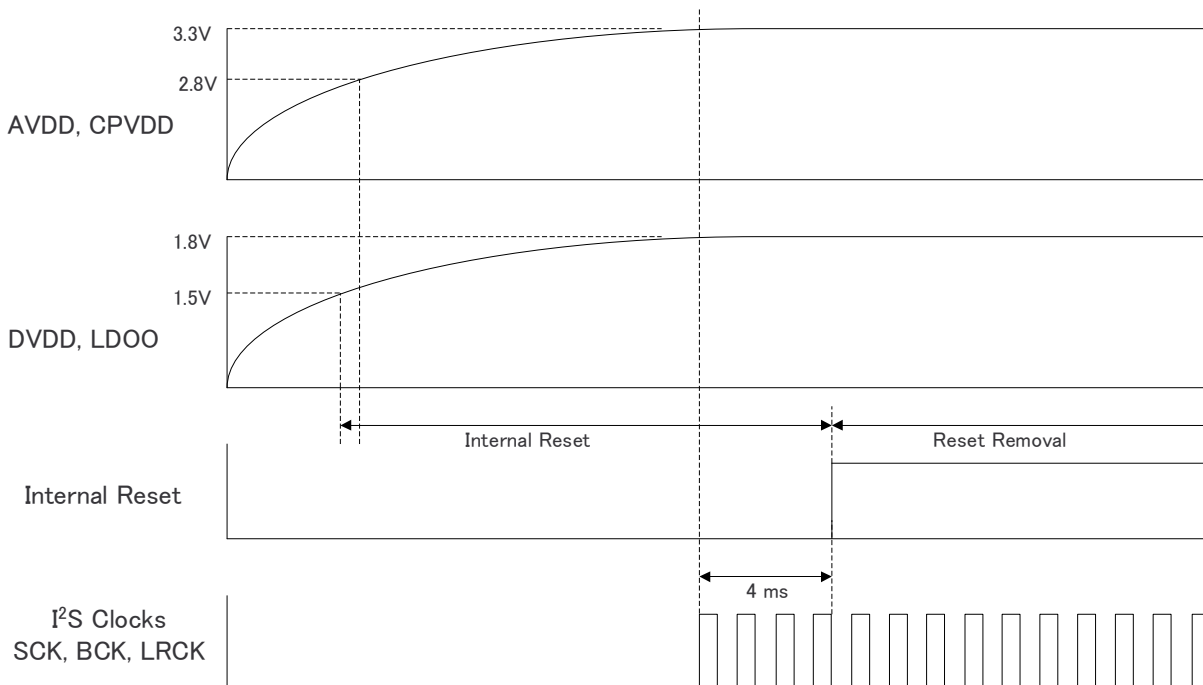 3.3V
2.8V
AVDD, CPVDD
1.8V
1.5V
DVDD, LDOO
Internal Reset
Reset Removal
Internal Reset
4 ms
I²S Clocks
SCK, BCK, LRCK